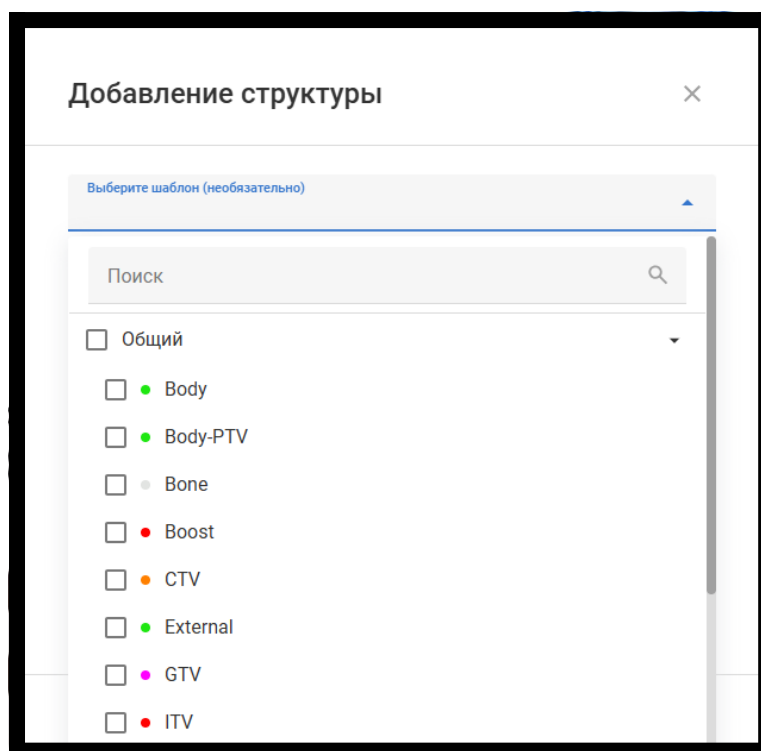 Добавление структуры
Выберите шаблон (необязательно)
Поиск
Общий
Body
Body-PTV
Bone
Boost
CTV
External
GTV
ITV